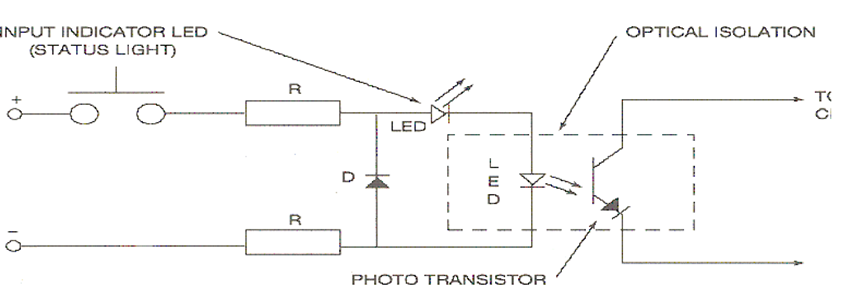 INPUT INDICATOR LED
(STATUS LIGHT)
OPTICAL ISOLATION
+
R
LED
D
L
E
D
−
R
PHOTO TRANSISTOR